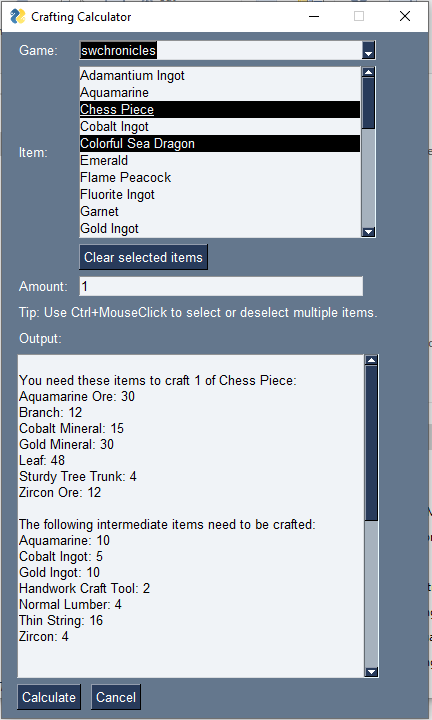 Crafting Calculator
Game: swchronicles
Adamantium Ingot
Aquamarine
Chess Piece
Cobalt Ingot
Item: Colorful Sea Dragon
Emerald
Flame Peacock
Fluorite Ingot
Garnet
Gold Ingot
Clear selected items
Amount: 1
Tip: Use Ctrl+MouseClick to select or deselect multiple items.
Output:
You need these items to craft 1 of Chess Piece:
Aquamarine Ore: 30
Branch: 12
Cobalt Mineral: 15
Gold Mineral: 30
Leaf: 48
Sturdy Tree Trunk: 4
Zircon Ore: 12
The following intermediate items need to be crafted:
Aquamarine: 10
Cobalt Ingot: 5
Gold Ingot: 10
Handwork Craft Tool: 2
Normal Lumber: 4
Thin String: 16
Zircon: 4
Calculate Cancel